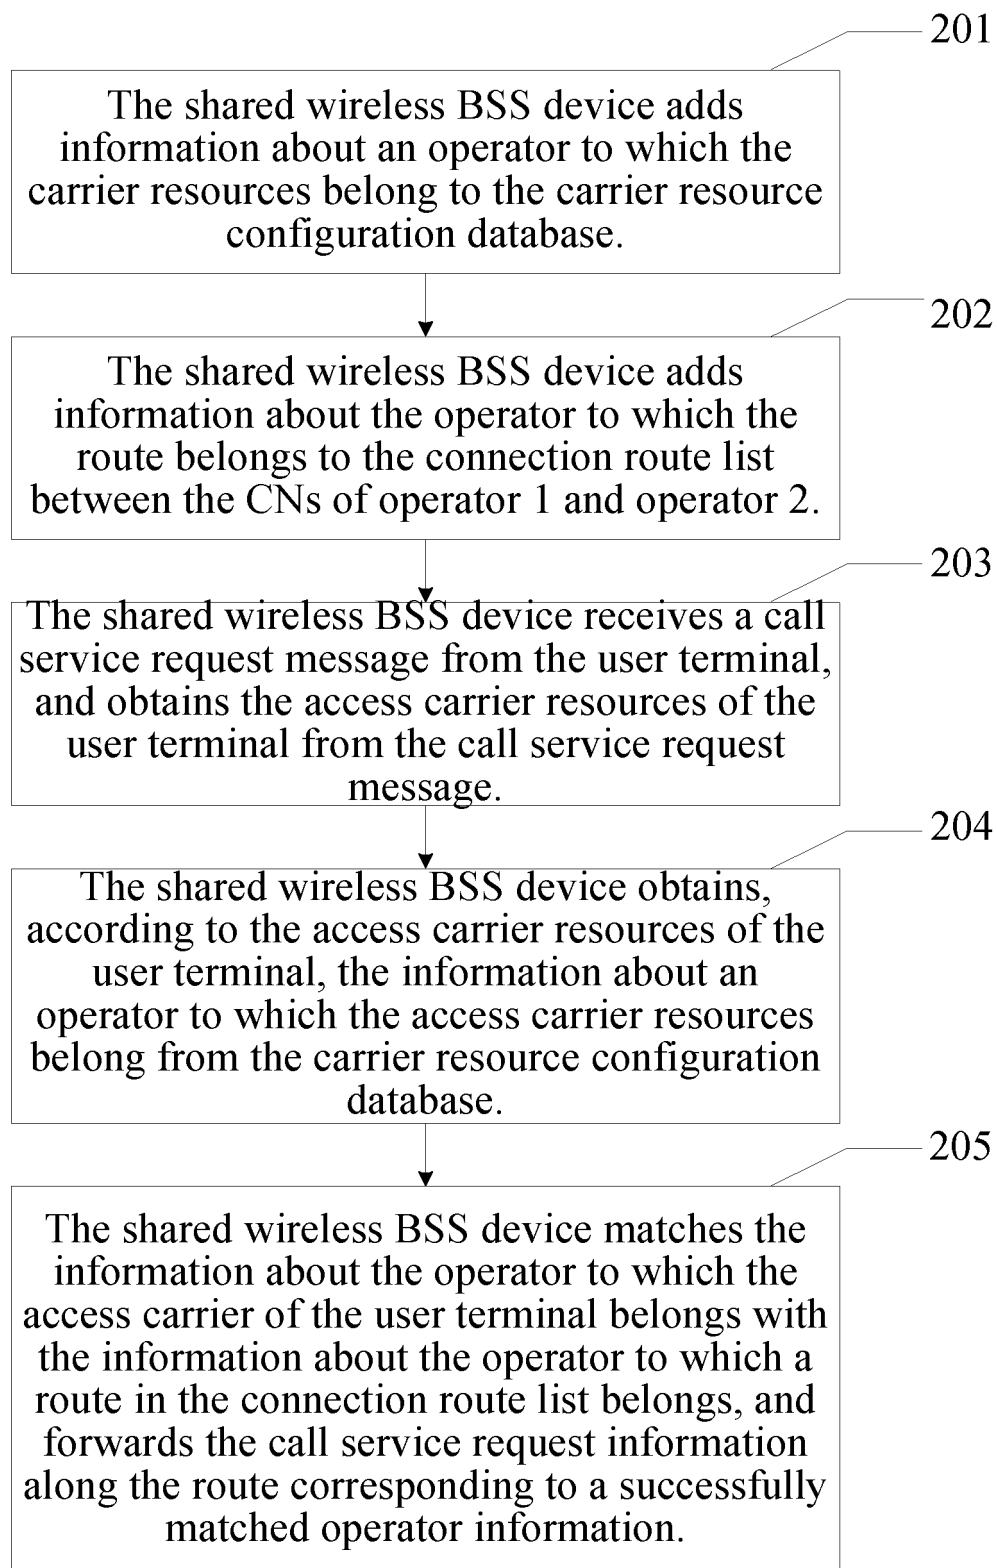 201
The shared wireless BSS device adds
information about an operator to which the
carrier resources belong to the carrier resource
configuration database.
202
The shared wireless BSS device adds
information about the operator to which the
route belongs to the connection route list
between the CNs of operator 1 and operator 2.
203
The shared wireless BSS device receives a call
service request message from the user terminal,
and obtains the access carrier resources of the
user terminal from the call service request
message.
204
The shared wireless BSS device obtains,
according to the access carrier resources of the
user terminal, the information about an
operator to which the access carrier resources
belong from the carrier resource configuration
database.
205
The shared wireless BSS device matches the
information about the operator to which the
access carrier of the user terminal belongs with
the information about the operator to which a
route in the connection route list belongs, and
forwards the call service request information
along the route corresponding to a successfully
matched operator information.